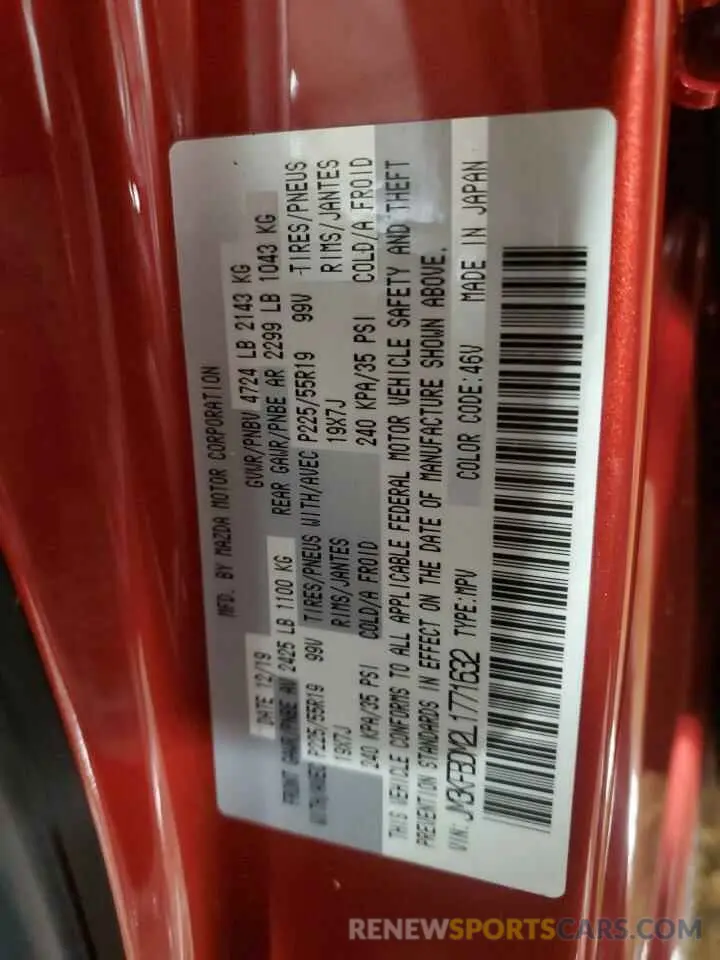 MFD. BY MAZDA MOTOR CORPORATION
DATE 12/19 GVWR/PNBV 4724 LB 2143 KG
FRONT GAWR/PNBE AV 2425 LB 1100 KG REAR GAWR/PNBE AR 2299 LB 1043 KG
WITH/AVEC P225/55R19 99V TIRES/PNEUS WITH/AVEC P225/55R19 99V TIRES/PNEUS
19X7J RIMS/JANTES 19X7J RIMS/JANTES
240 KPA/35 PSI COLD/A FROID 240 KPA/35 PSI COLD/A FROID
THIS VEHICLE CONFORMS TO ALL APPLICABLE FEDERAL MOTOR VEHICLE SAFETY AND THEFT
PREVENTION STANDARDS IN EFFECT ON THE DATE OF MANUFACTURE SHOWN ABOVE.
VIN: JM3KFBDM2L1771632 TYPE:MPV COLOR CODE:46V MADE IN JAPAN
RENEWSPORTSCARS.COM